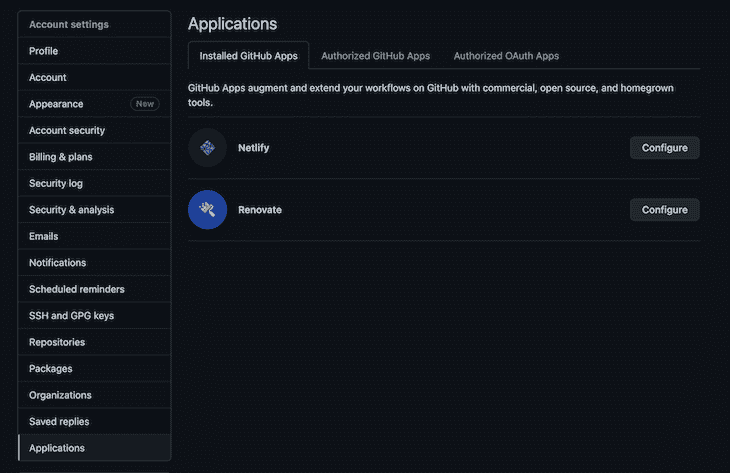 Account settings
Profile
Account
Appearance New
Account security
Billing & plans
Security log
Security & analysis
Emails
Notifications
Scheduled reminders
SSH and GPG keys
Repositories
Packages
Organizations
Saved replies
Applications
Applications
Installed GitHub Apps Authorized GitHub Apps Authorized OAuth Apps
GitHub Apps augment and extend your workflows on GitHub with commercial, open source, and homegrown
tools.
Netlify Configure
Renovate Configure